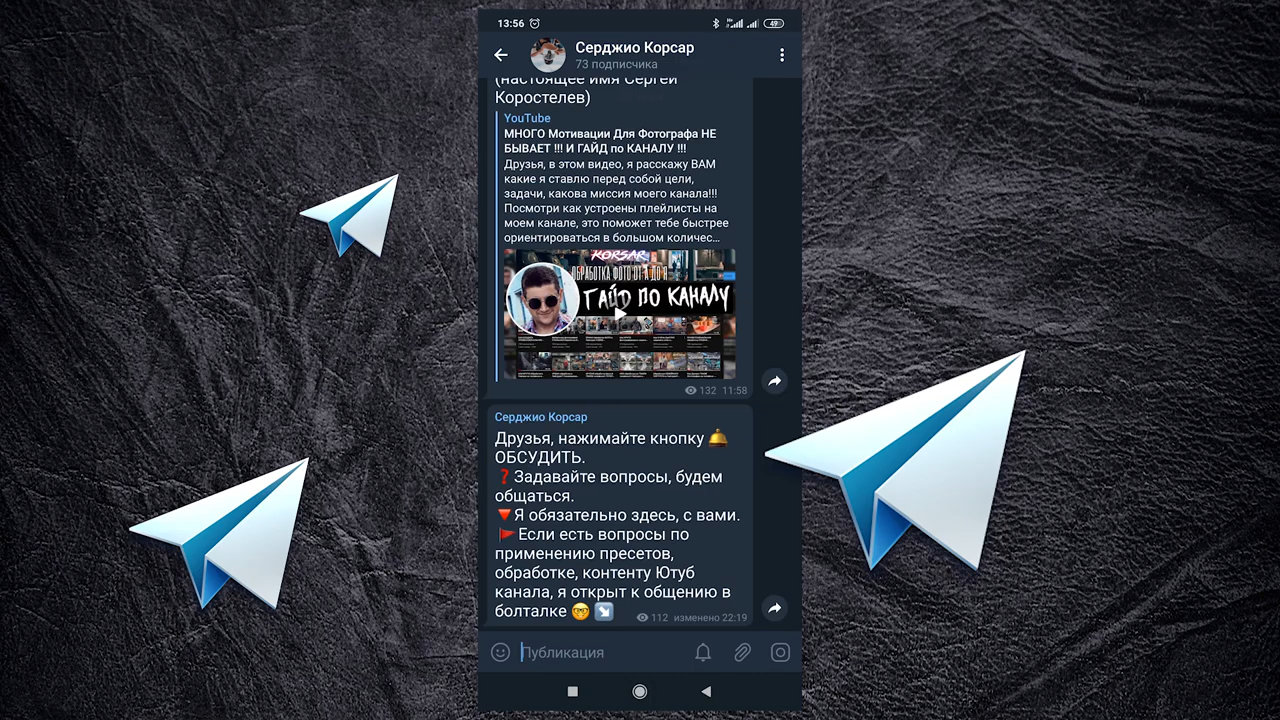 13:56
49
Серджио Корсар
73 подписчика
(настоящее имя Сергей
Коростелев)
YouTube
МНОГО Мотивации Для Фотографа НЕ
БЫВАЕТ !!! И ГАЙД по КАНАЛУ !!!
Друзья, в этом видео, я расскажу ВАМ
какие я ставлю перед собой цели,
задачи, какова миссия моего канала!!!
Посмотри как устроены плейлисты на
моем канале, это поможет тебе быстрее
ориентироваться в большом количес...
KORSAR
ОБРАБОТКА ФОТО ОТ А ДО Я
ГАЙД ПО КАНАЛУ
132 11:58
Серджио Корсар
Друзья, нажимайте кнопку 🛎
ОБСУДИТЬ.
❓Задавайте вопросы, будем
общаться.
🔻Я обязательно здесь, с вами.
🚩Если есть вопросы по
применению пресетов,
обработке, контенту Ютуб
канала, я открыт к общению в
болталке 🤓 ↘️
112 изменено 22:19
Публикация